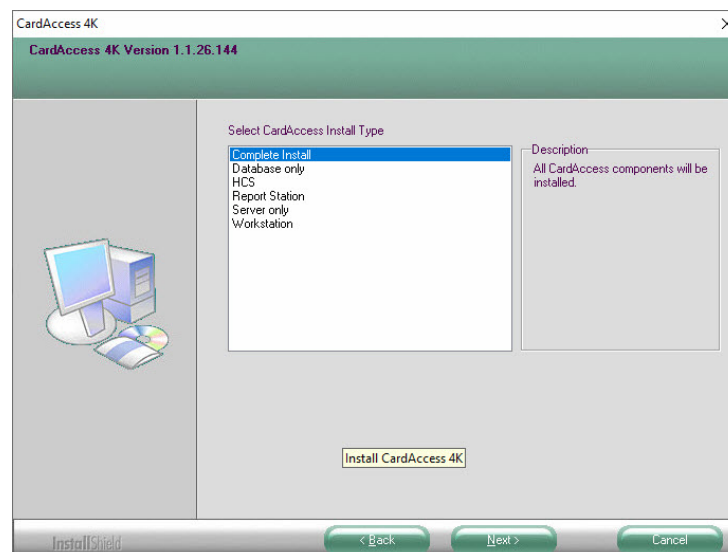 CardAccess 4K
CardAccess 4K Version 1.1.26.144
Select CardAccess Install Type
Complete Install
Database only
HCS
Report Station
Server only
Workstation
Description
All CardAccess components will be
installed.
Install CardAccess 4K
InstallShield
< Back
Next >
Cancel